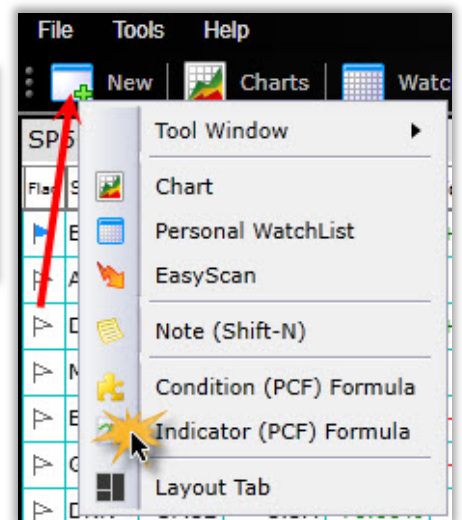 File Tools Help
New Charts Watc
SP5
Flag S
Tool Window
Chart
Personal WatchList
EasyScan
Note (Shift-N)
Condition (PCF) Formula
Indicator (PCF) Formula
Layout Tab